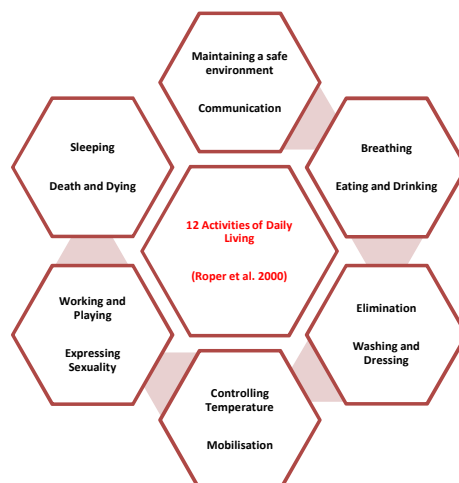 Maintaining a safe
environment
Communication
Breathing
Eating and Drinking
Elimination
Washing and
Dressing
Controlling
Temperature
Mobilisation
Working and
Playing
Expressing
Sexuality
Sleeping
Death and Dying
12 Activities of Daily
Living
(Roper et al. 2000)